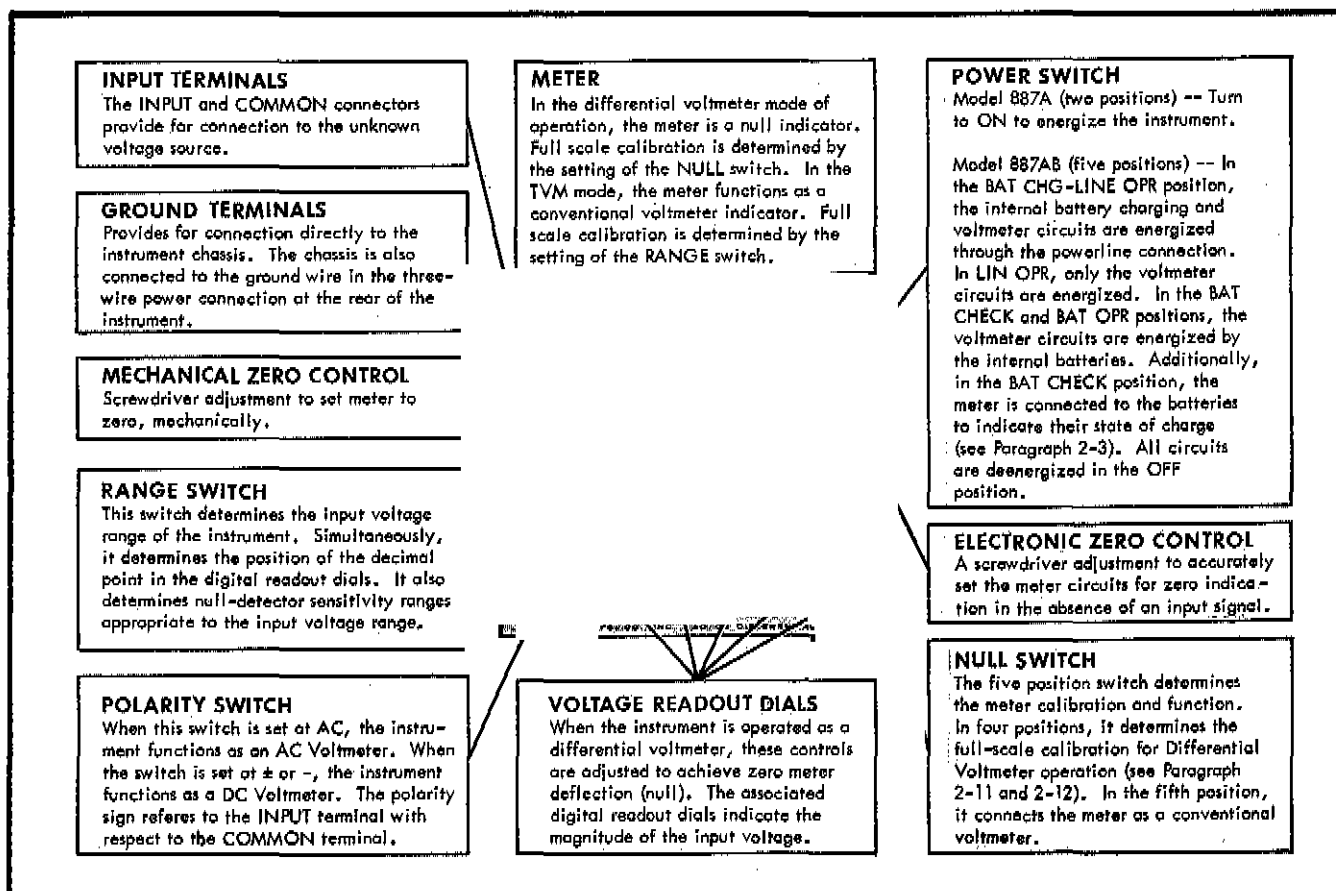 INPUT TERMINALS
The INPUT and COMMON connectors
provide for connection to the unknown
voltage source.
GROUND TERMINALS
Provides for connection directly to the
instrument chassis. The chassis is also
connected to the ground wire in the three-
wire power connection at the rear of the
instrument.
MECHANICAL ZERO CONTROL
Screwdriver adjustment to set meter to
zero, mechanically.
RANGE SWITCH
This switch determines the input voltage
range of the instrument. Simultaneously,
it determines the position of the decimal
point in the digital readout dials. It also
determines null-detector sensitivity ranges
appropriate to the input voltage range.
POLARITY SWITCH
When this switch is set at AC, the instru-
ment functions as an AC Voltmeter. When
the switch is set at ± or -, the instrument
functions as a DC Voltmeter. The polarity
sign referes to the INPUT terminal with
respect to the COMMON terminal.
METER
In the differential voltmeter mode of
operation, the meter is a null indicator.
Full scale calibration is determined by
the setting of the NULL switch. In the
TVM mode, the meter functions as a
conventional voltmeter indicator. Full
scale calibration is determined by the
setting of the RANGE switch.
VOLTAGE READOUT DIALS
When the instrument is operated as a
differential voltmeter, these controls
are adjusted to achieve zero meter
deflection (null). The associated
digital readout dials indicate the
magnitude of the input voltage.
POWER SWITCH
Model 887A (two positions) -- Turn
to ON to energize the instrument.
Model 887AB (five positions) -- In
the BAT CHG-LINE OPR position,
the internal battery charging and
voltmeter circuits are energized
through the powerline connection.
In LIN OPR, only the voltmeter
circuits are energized. In the BAT
CHECK and BAT OPR positions, the
voltmeter circuits are energized by
the internal batteries. Additionally,
in the BAT CHECK position, the
meter is connected to the batteries
to indicate their state of charge
(see Paragraph 2-3). All circuits
are deenergized in the OFF
position.
ELECTRONIC ZERO CONTROL
A screwdriver adjustment to accurately
set the meter circuits for zero indica-
tion in the absence of an input signal.
NULL SWITCH
The five position switch determines
the meter calibration and function.
In four positions, it determines the
full-scale calibration for Differential
Voltmeter operation (see Paragraph
2-11 and 2-12). In the fifth position,
it connects the meter as a conventional
voltmeter.